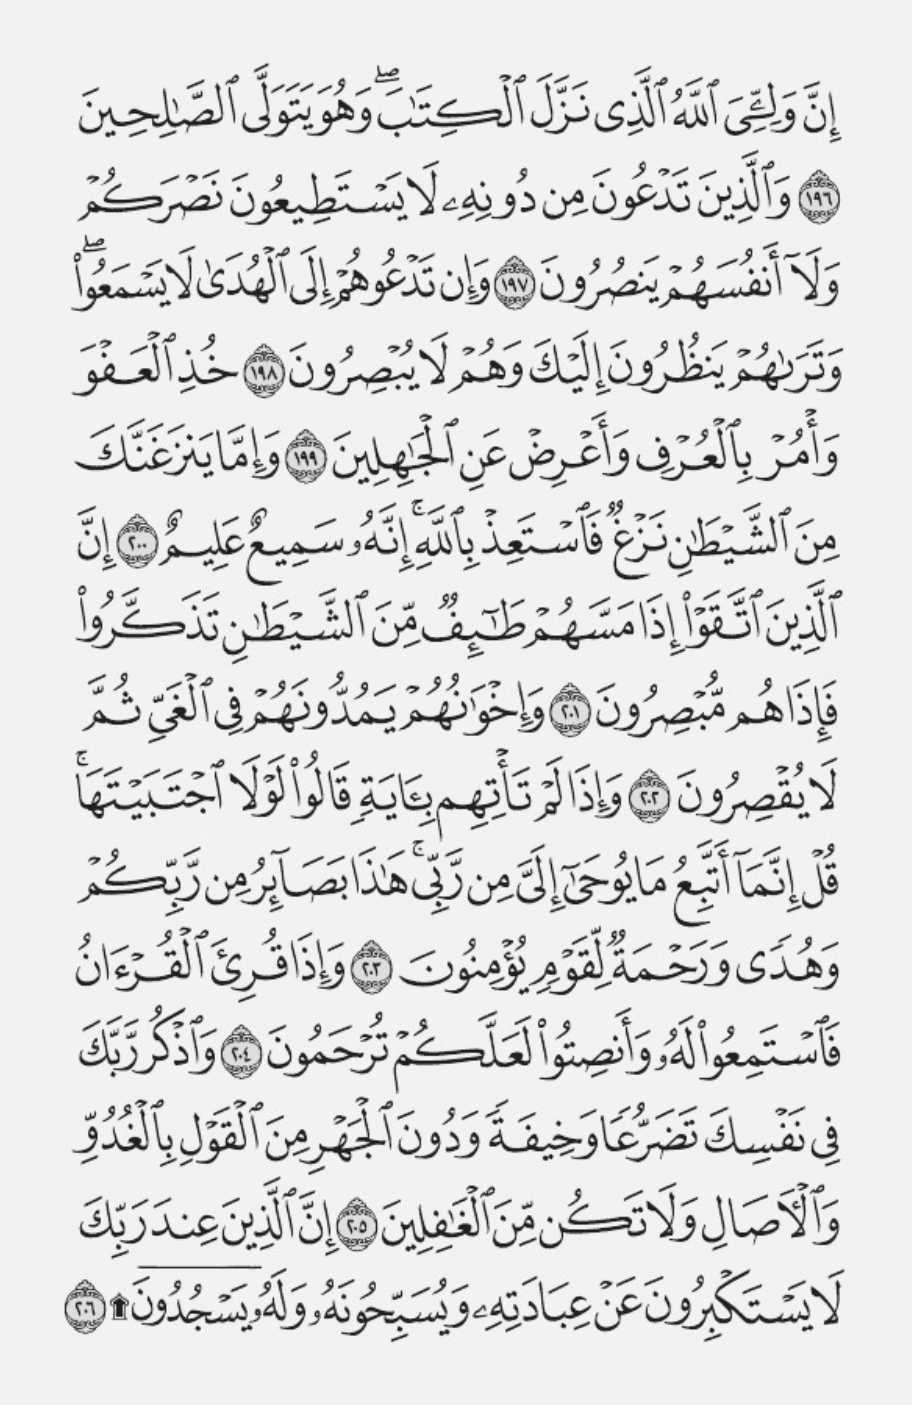 إِنَّ وَلِـِّۧيَ ٱللَّهُ ٱلَّذِى نَزَّلَ ٱلْكِتَٰبَ ۖ وَهُوَ يَتَوَلَّى ٱلصَّٰلِحِينَ
١٩٦ وَٱلَّذِينَ تَدْعُونَ مِن دُونِهِۦ لَا يَسْتَطِيعُونَ نَصْرَكُمْ
وَلَآ أَنفُسَهُمْ يَنصُرُونَ ١٩٧ وَإِن تَدْعُوهُمْ إِلَى ٱلْهُدَىٰ لَا يَسْمَعُوا۟ ۖ
وَتَرَىٰهُمْ يَنظُرُونَ إِلَيْكَ وَهُمْ لَا يُبْصِرُونَ ١٩٨ خُذِ ٱلْعَفْوَ
وَأْمُرْ بِٱلْعُرْفِ وَأَعْرِضْ عَنِ ٱلْجَٰهِلِينَ ١٩٩ وَإِمَّا يَنزَغَنَّكَ
مِنَ ٱلشَّيْطَٰنِ نَزْغٌ فَٱسْتَعِذْ بِٱللَّهِ ۚ إِنَّهُۥ سَمِيعٌ عَلِيمٌ ٢٠٠ إِنَّ
ٱلَّذِينَ ٱتَّقَوْا۟ إِذَا مَسَّهُمْ طَٰٓئِفٌ مِّنَ ٱلشَّيْطَٰنِ تَذَكَّرُوا۟
فَإِذَا هُم مُّبْصِرُونَ ٢٠١ وَإِخْوَٰنُهُمْ يَمُدُّونَهُمْ فِى ٱلْغَىِّ ثُمَّ
لَا يُقْصِرُونَ ٢٠٢ وَإِذَا لَمْ تَأْتِهِم بِـَٔايَةٍ قَالُوا۟ لَوْلَا ٱجْتَبَيْتَهَا ۚ
قُلْ إِنَّمَآ أَتَّبِعُ مَا يُوحَىٰٓ إِلَىَّ مِن رَّبِّى ۚ هَٰذَا بَصَآئِرُ مِن رَّبِّكُمْ
وَهُدًى وَرَحْمَةٌ لِّقَوْمٍ يُؤْمِنُونَ ٢٠٣ وَإِذَا قُرِئَ ٱلْقُرْءَانُ
فَٱسْتَمِعُوا۟ لَهُۥ وَأَنصِتُوا۟ لَعَلَّكُمْ تُرْحَمُونَ ٢٠٤ وَٱذْكُر رَّبَّكَ
فِى نَفْسِكَ تَضَرُّعًا وَخِيفَةً وَدُونَ ٱلْجَهْرِ مِنَ ٱلْقَوْلِ بِٱلْغُدُوِّ
وَٱلْـَٔاصَالِ وَلَا تَكُن مِّنَ ٱلْغَٰفِلِينَ ٢٠٥ إِنَّ ٱلَّذِينَ عِندَ رَبِّكَ
لَا يَسْتَكْبِرُونَ عَنْ عِبَادَتِهِۦ وَيُسَبِّحُونَهُۥ وَلَهُۥ يَسْجُدُونَ ۩ ٢٠٦